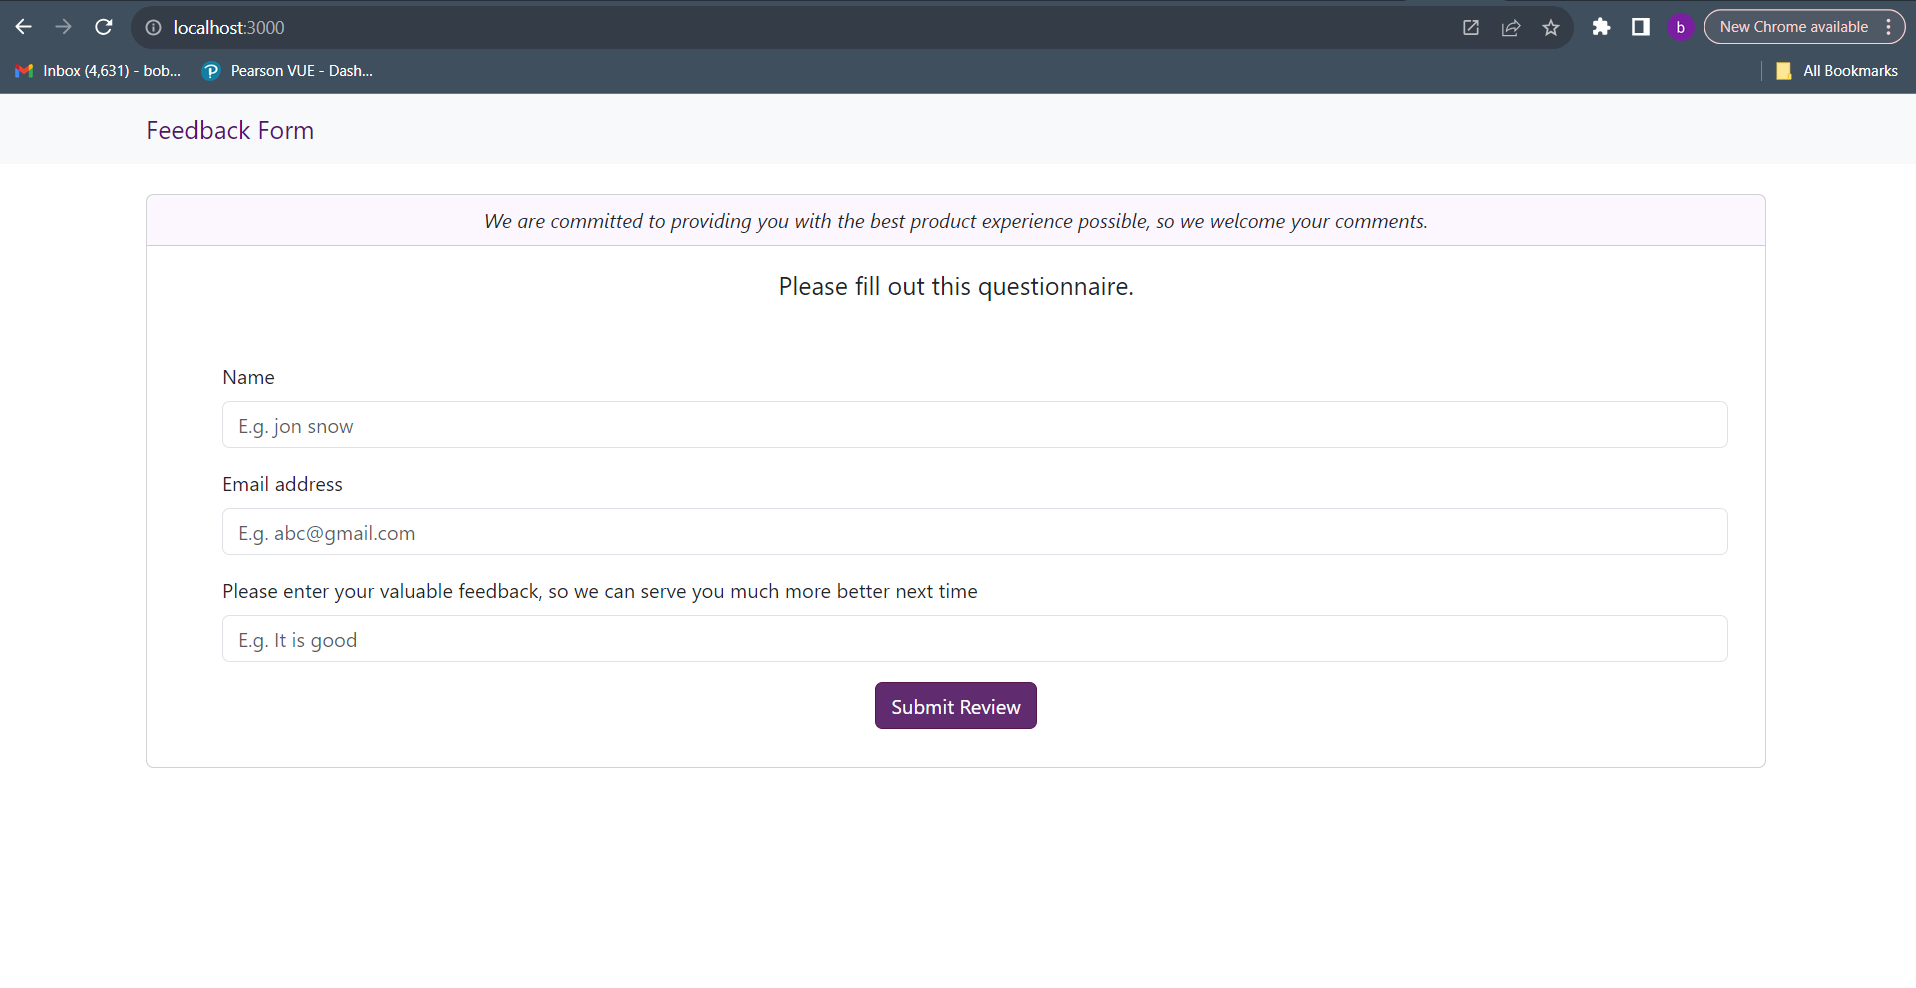 localhost:3000
b
New Chrome available
Inbox (4,631) - bob...
Pearson VUE - Dash...
All Bookmarks
Feedback Form
We are committed to providing you with the best product experience possible, so we welcome your comments.
Please fill out this questionnaire.
Name
E.g. jon snow
Email address
E.g. abc@gmail.com
Please enter your valuable feedback, so we can serve you much more better next time
E.g. It is good
Submit Review